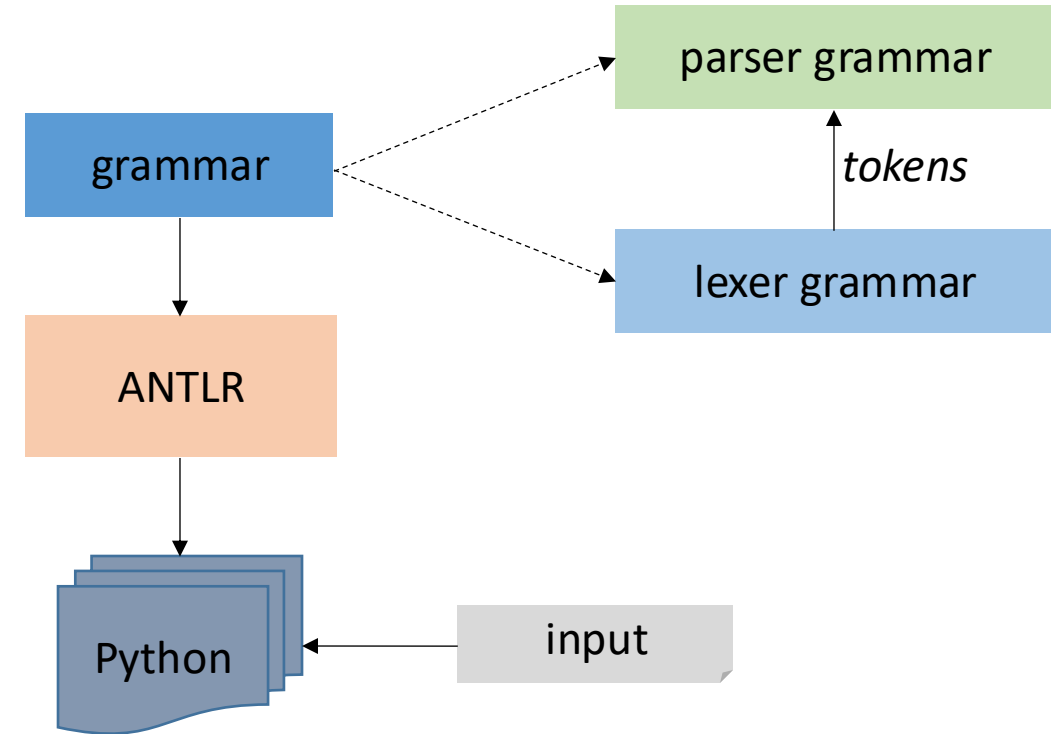 parser grammar
grammar
tokens
lexer grammar
ANTLR
input
Python